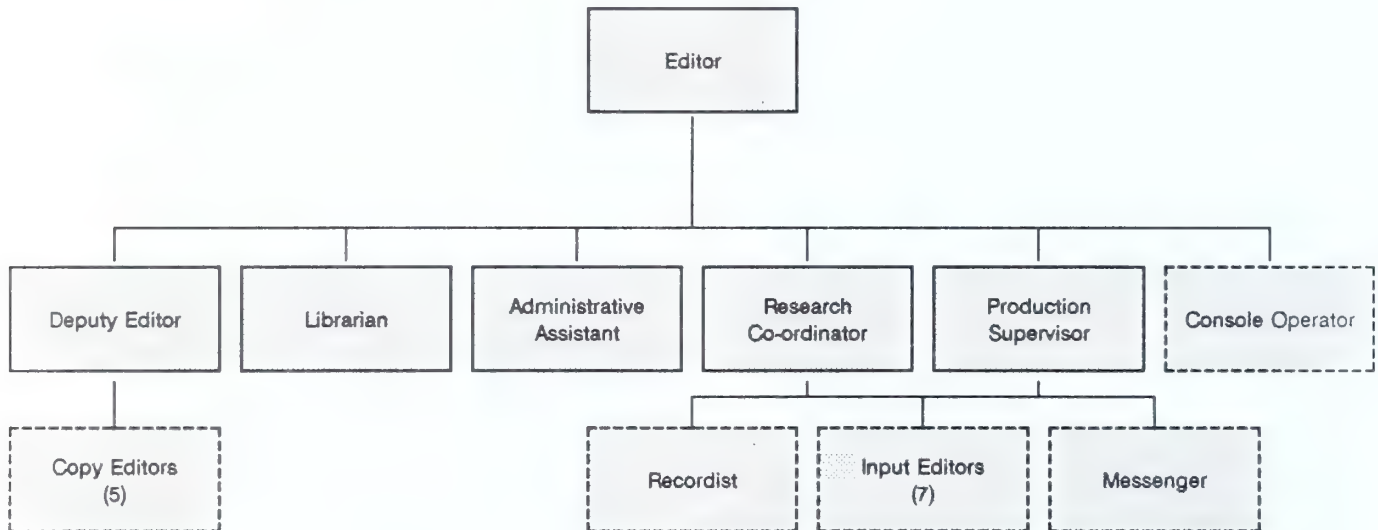 Editor
Deputy Editor
Librarian
Administrative
Assistant
Research
Co-ordinator
Production
Supervisor
Console Operator
Copy Editors
(5)
Recordist
Input Editors
(7)
Messenger